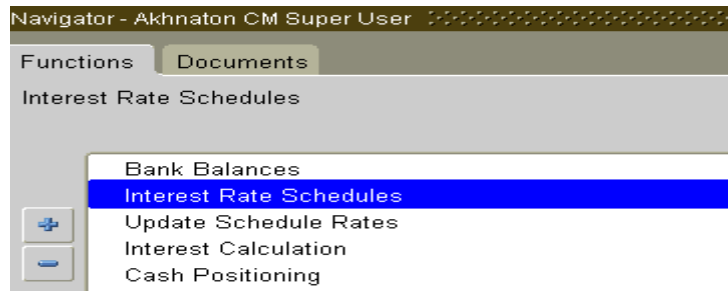 Navigator - Akhnaton CM Super User
Functions Documents
Interest Rate Schedules
Bank Balances
Interest Rate Schedules
Update Schedule Rates
Interest Calculation
Cash Positioning